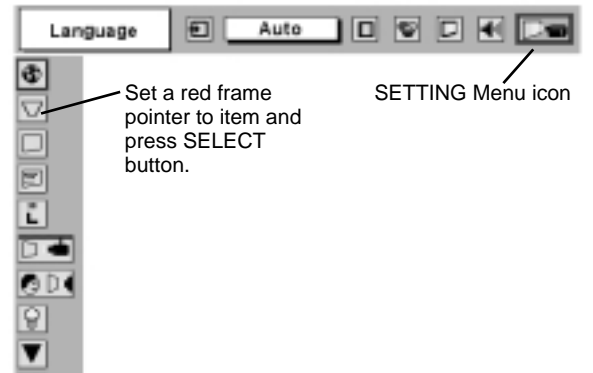 Language
Auto
Set a red frame
pointer to item and
press SELECT
button.
SETTING Menu icon